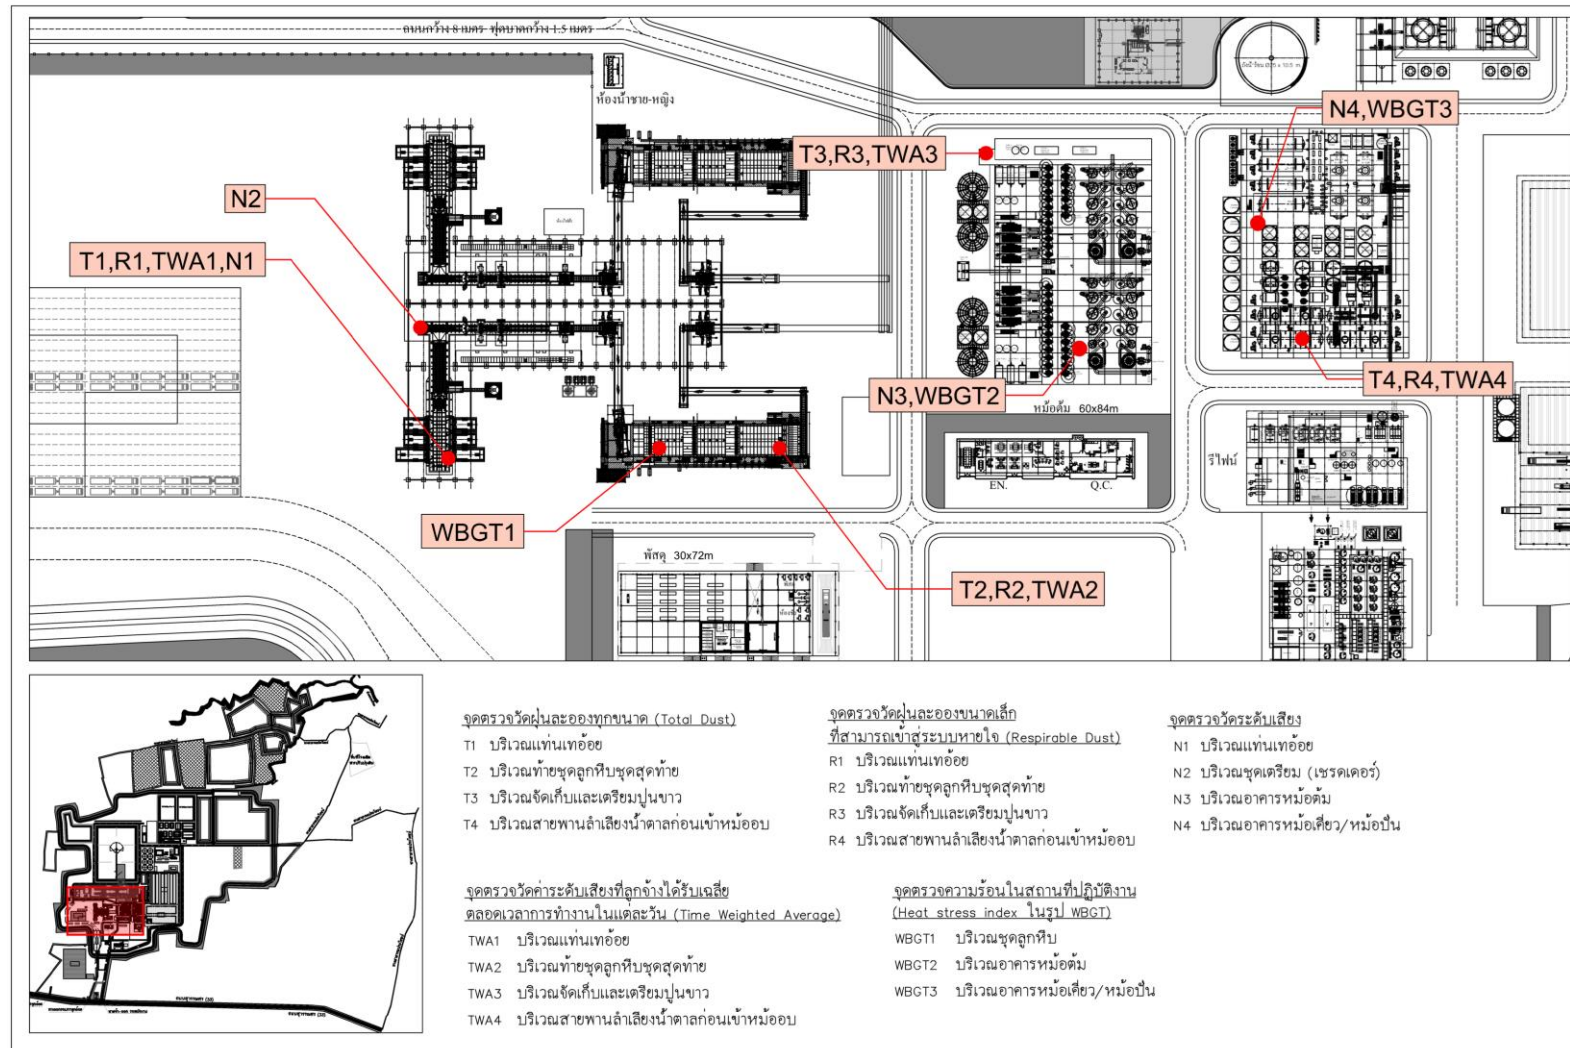 ถนนกว้าง 8 เมตร ฟุตบาทกว้าง 1.5 เมตร
ห้องน้ำชาย-หญิง
N4,WBGT3
T3,R3,TWA3
N2
T1,R1,TWA1,N1
T4,R4,TWA4
N3,WBGT2
หม้อต้ม 60x84m
รีไฟน์
EN.
Q.C.
WBGT1
พัสดุ 30x72m
T2,R2,TWA2
จุดตรวจวัดฝุ่นละอองทุกขนาด (Total Dust)
T1 บริเวณแท่นเทอ้อย
T2 บริเวณท้ายชุดลูกหีบชุดสุดท้าย
T3 บริเวณจัดเก็บและเตรียมปูนขาว
T4 บริเวณสายพานลำเลียงน้ำตาลก่อนเข้าหม้ออบ
จุดตรวจวัดฝุ่นละอองขนาดเล็ก
ที่สามารถเข้าสู่ระบบหายใจ (Respirable Dust)
R1 บริเวณแท่นเทอ้อย
R2 บริเวณท้ายชุดลูกหีบชุดสุดท้าย
R3 บริเวณจัดเก็บและเตรียมปูนขาว
R4 บริเวณสายพานลำเลียงน้ำตาลก่อนเข้าหม้ออบ
จุดตรวจวัดระดับเสียง
N1 บริเวณแท่นเทอ้อย
N2 บริเวณชุดเตรียม (เชรดเดอร์)
N3 บริเวณอาคารหม้อต้ม
N4 บริเวณอาคารหม้อเคี่ยว/หม้อปั่น
จุดตรวจวัดค่าระดับเสียงที่ลูกจ้างได้รับเฉลี่ย
ตลอดเวลาการทำงานในแต่ละวัน (Time Weighted Average)
TWA1 บริเวณแท่นเทอ้อย
TWA2 บริเวณท้ายชุดลูกหีบชุดสุดท้าย
TWA3 บริเวณจัดเก็บและเตรียมปูนขาว
TWA4 บริเวณสายพานลำเลียงน้ำตาลก่อนเข้าหม้ออบ
จุดตรวจความร้อนในสถานที่ปฏิบัติงาน
(Heat stress index ในรูป WBGT)
WBGT1 บริเวณชุดลูกหีบ
WBGT2 บริเวณอาคารหม้อต้ม
WBGT3 บริเวณอาคารหม้อเคี่ยว/หม้อปั่น